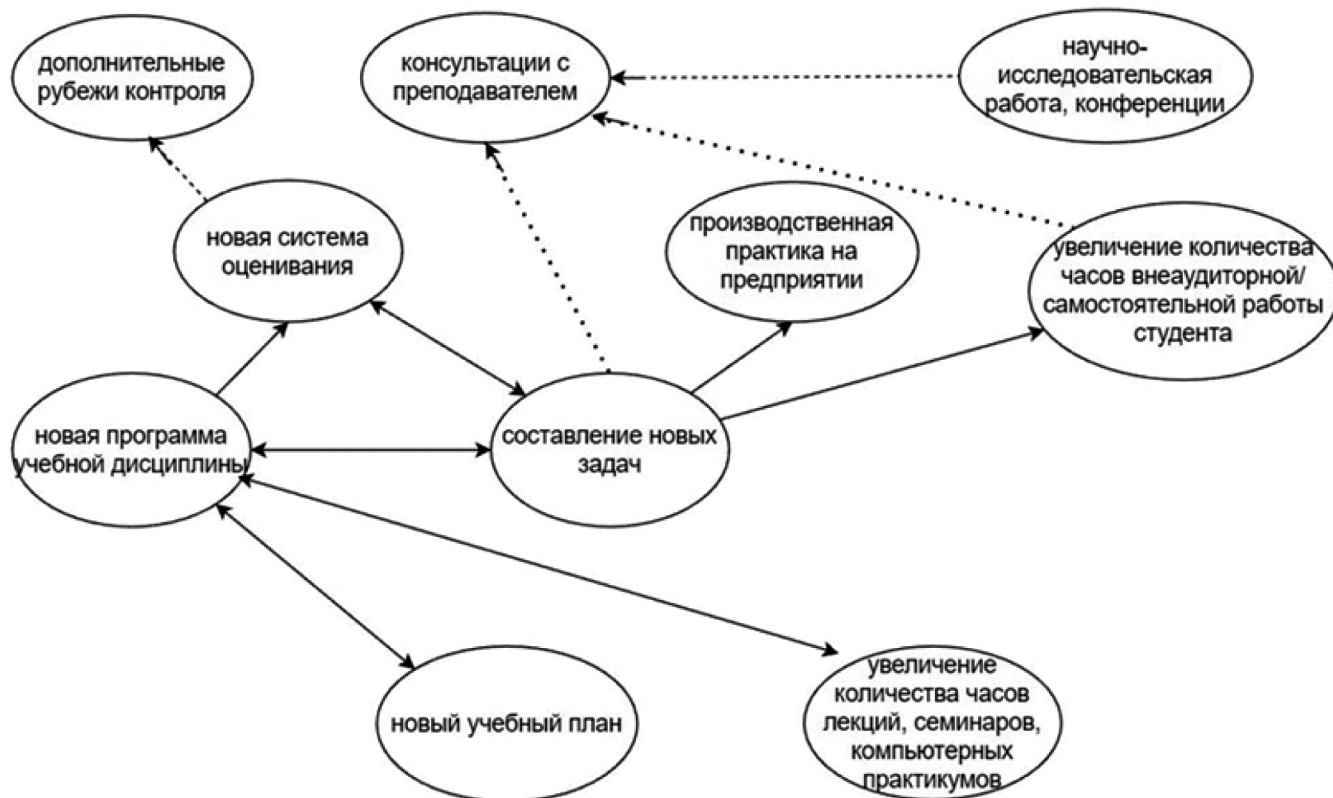 дополнительные
рубежи контроля
консультации с
преподавателем
научно-
исследовательская
работа, конференции
новая система
оценивания
производственная
практика на
предприятии
увеличение количества
часов внеаудиторной/
самостоятельной работы
студента
новая программа
учебной дисциплины
составление новых
задач
новый учебный план
увеличение
количества часов
лекций, семинаров,
компьютерных
практикумов